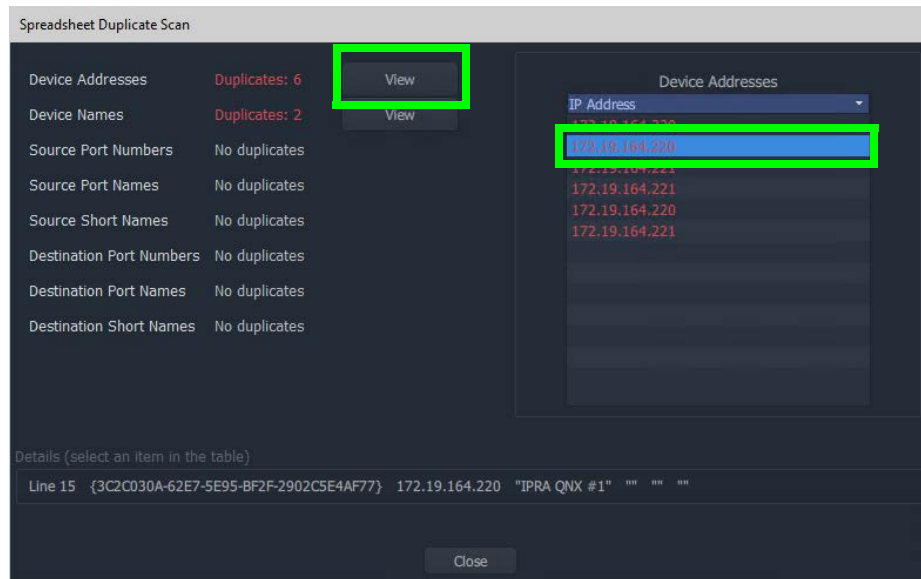 Spreadsheet Duplicate Scan
Device Addresses Duplicates: 6 View
Device Names Duplicates: 2 View
Source Port Numbers No duplicates
Source Port Names No duplicates
Source Short Names No duplicates
Destination Port Numbers No duplicates
Destination Port Names No duplicates
Destination Short Names No duplicates
Device Addresses
IP Address
172.19.164.220
172.19.164.220
172.19.164.221
172.19.164.221
172.19.164.220
172.19.164.221
Details (select an item in the table)
Line 15 {3C2C030A-62E7-5E95-BF2F-2902C5E4AF77} 172.19.164.220 "IPRA QNX #1" "" "" ""
Close